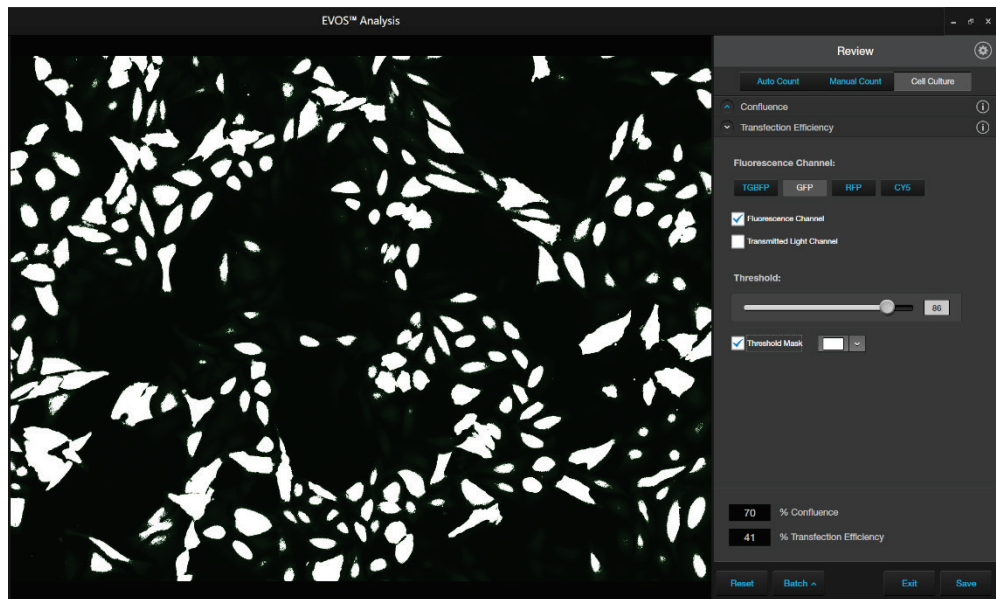 EVOS™ Analysis
Review
Auto Count Manual Count Cell Culture
Confluence
Transfection Efficiency
Fluorescence Channel:
TGBFP GFP RFP CY5
Fluorescence Channel
Transmitted Light Channel
Threshold:
86
Threshold Mask
70 % Confluence
41 % Transfection Efficiency
Reset Batch Exit Save